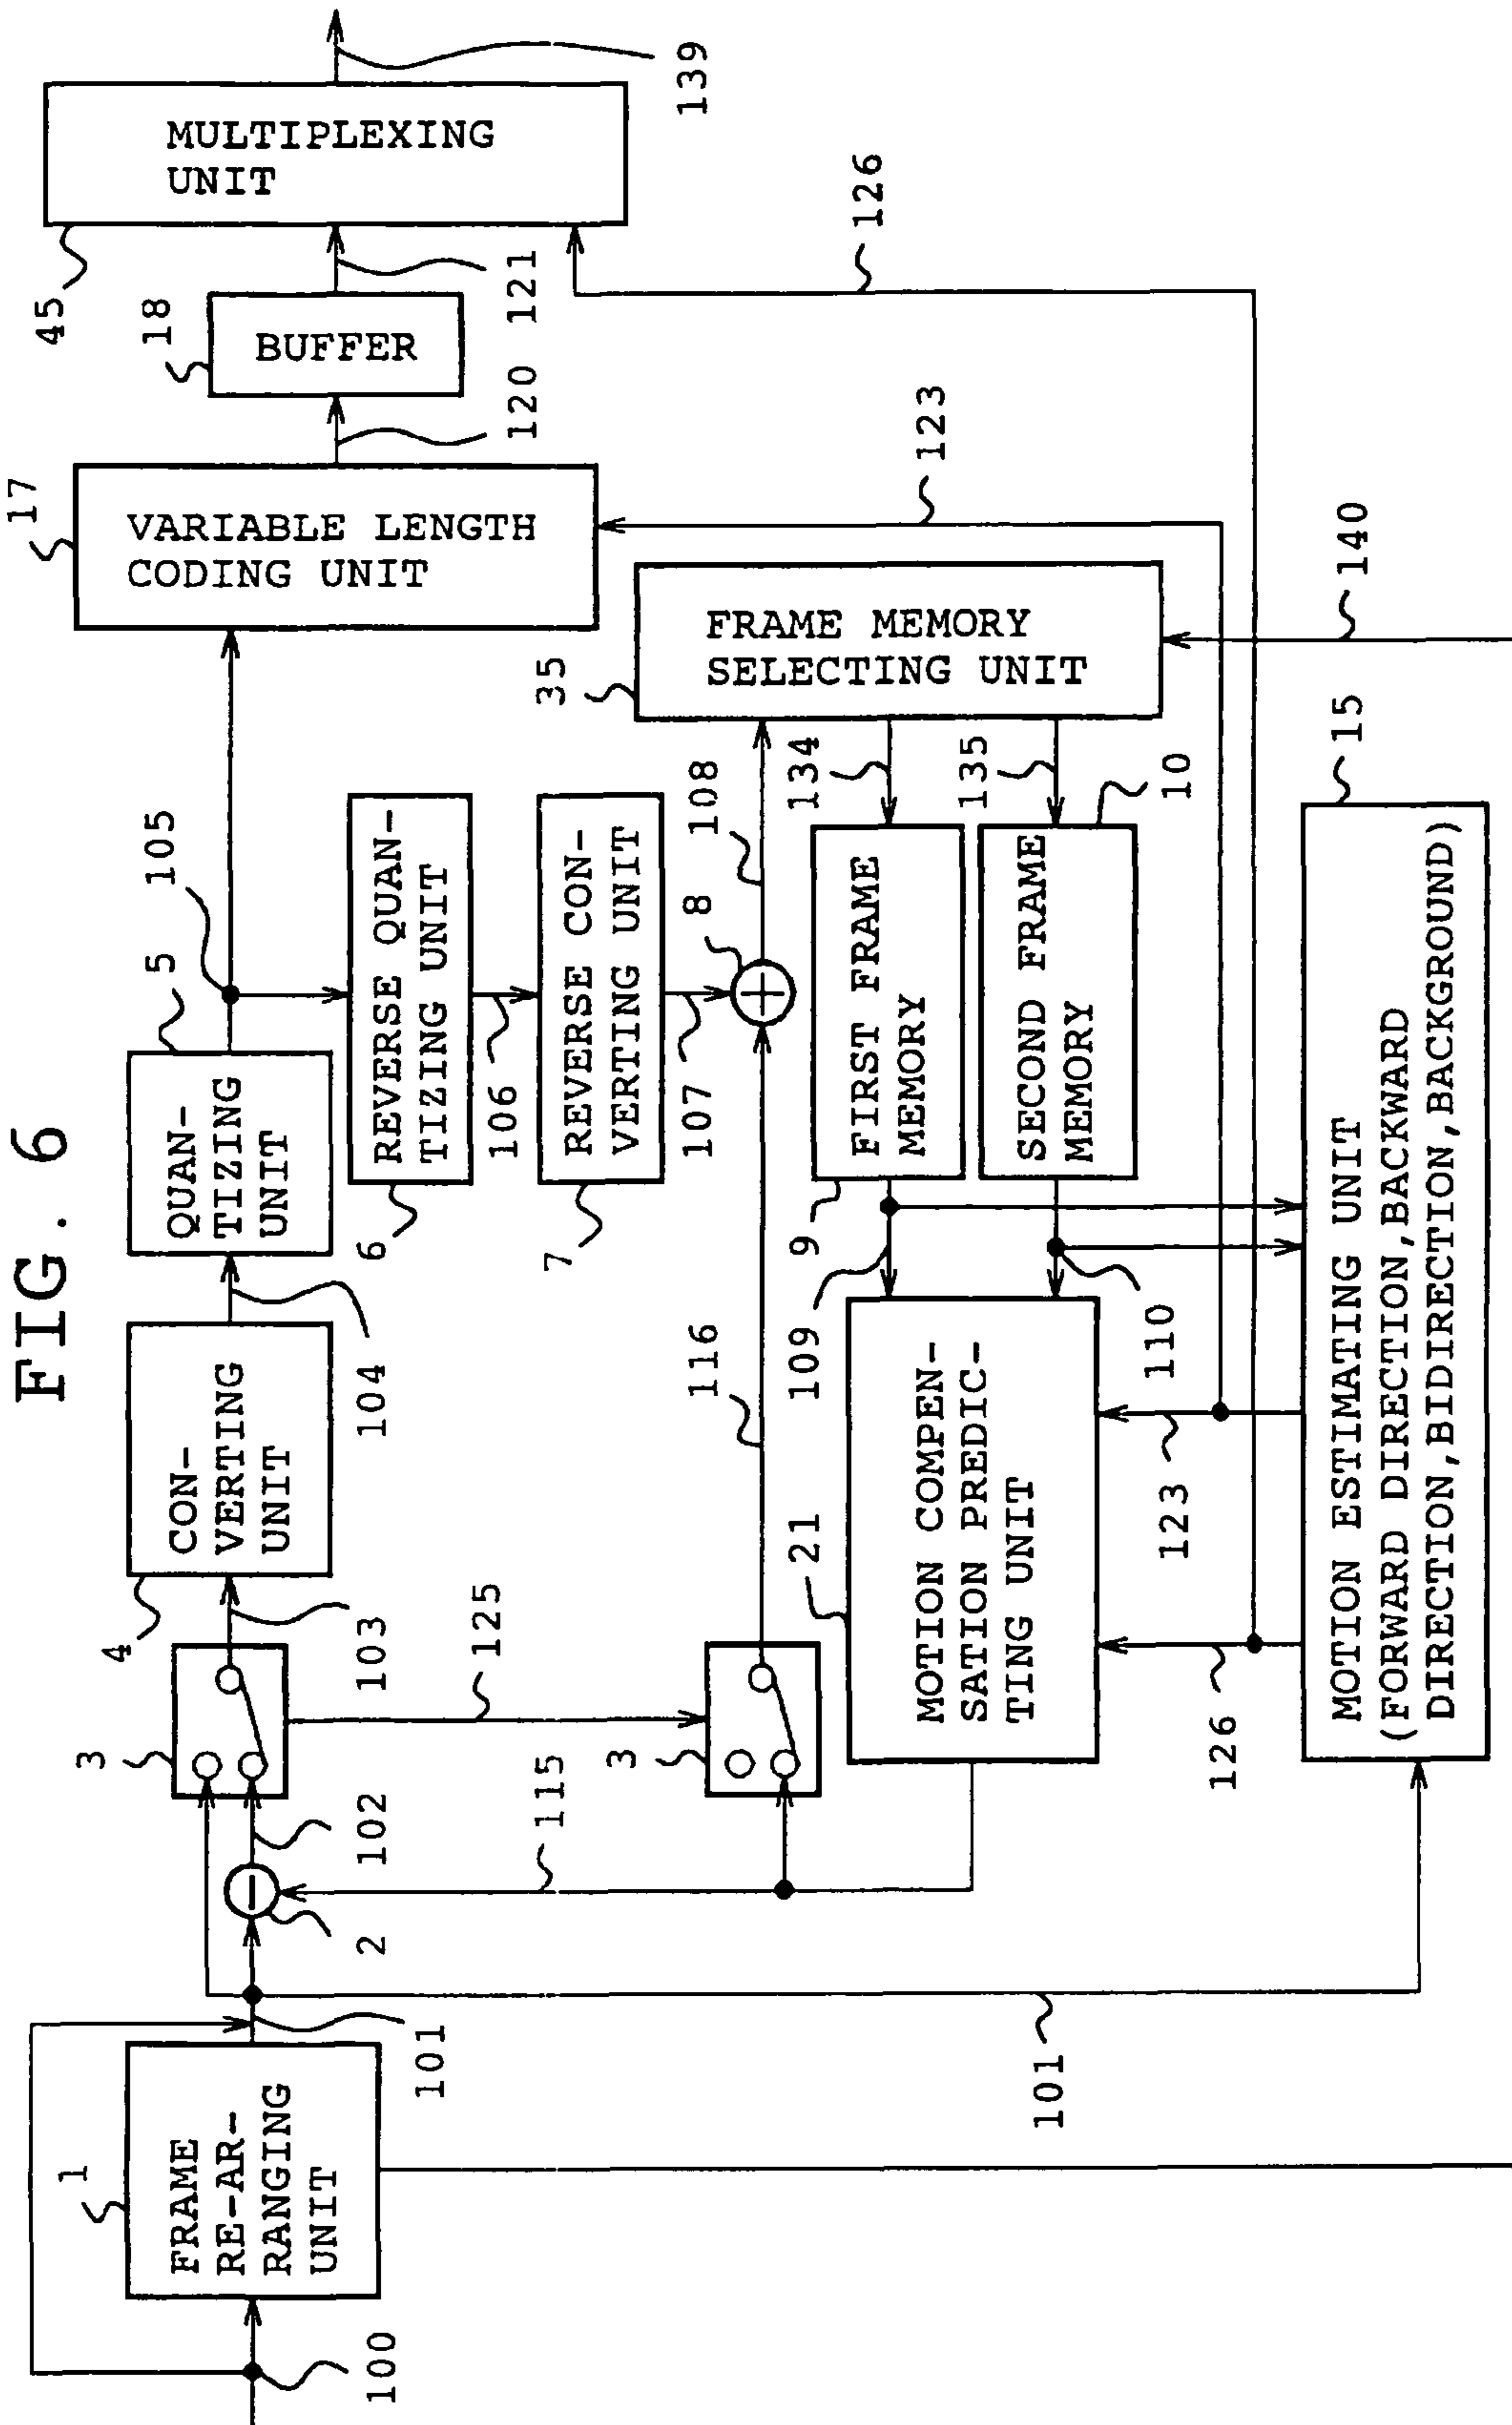 FIG. 6
100
1
FRAME
RE-AR-
RANGING
UNIT
101
2
102
3
103
4
CON-
VERTING
UNIT
104
QUAN-
TIZING
UNIT
5
105
17
VARIABLE LENGTH
CODING UNIT
120
18
BUFFER
121
45
MULTIPLEXING
UNIT
139
6
REVERSE QUAN-
TIZING UNIT
106
7
REVERSE CON-
VERTING UNIT
107
115
125
3
116
8
108
35
FRAME MEMORY
SELECTING UNIT
123
126
21
MOTION COMPEN-
SATION PREDIC-
TING UNIT
109
9
FIRST FRAME
MEMORY
134
110
SECOND FRAME
MEMORY
135
10
101
126
123
MOTION ESTIMATING UNIT
(FORWARD DIRECTION,BACKWARD
DIRECTION,BIDIRECTION,BACKGROUND)
15
140